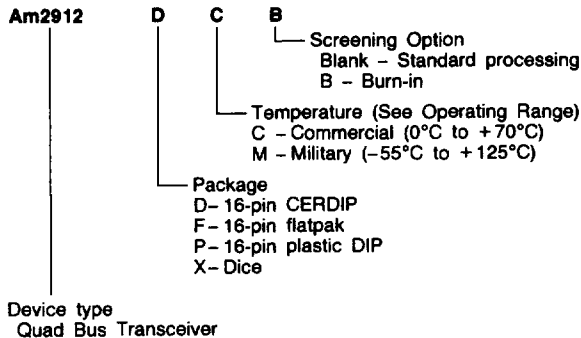 Am2912 D C B
Screening Option
Blank – Standard processing
B – Burn-in
Temperature (See Operating Range)
C – Commercial (0°C to +70°C)
M – Military (–55°C to +125°C)
Package
D– 16-pin CERDIP
F– 16-pin flatpak
P– 16-pin plastic DIP
X– Dice
Device type
Quad Bus Transceiver